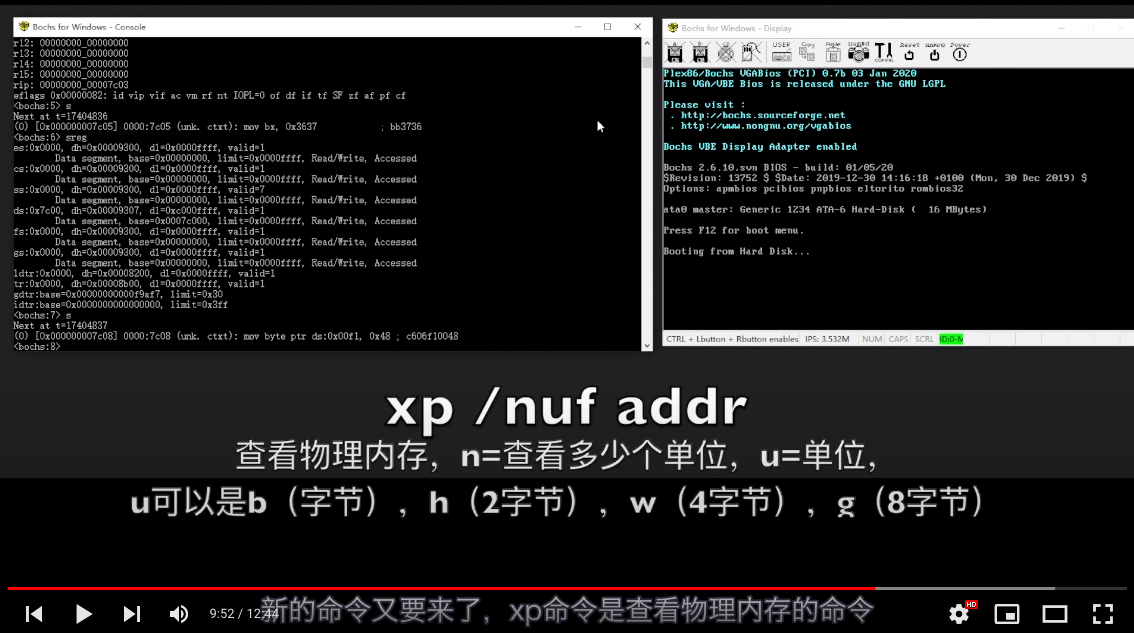 Bochs for Windows - Console
r12: 00000000_00000000
r13: 00000000_00000000
r14: 00000000_00000000
r15: 00000000_00000000
rip: 00000000_00007c03
eflags 0x00000082: id vip vif ac vm rf nt IOPL=0 of df if tf SF zf af pf cf
<bochs:5> s
Next at t=17404836
(0) [0x000000007c05] 0000:7c05 (unk. ctxt): mov bx, 0x3637 ; bb3736
<bochs:6> sreg
es:0x0000, dh=0x00009300, dl=0x0000ffff, valid=1
Data segment, base=0x00000000, limit=0x0000ffff, Read/Write, Accessed
cs:0x0000, dh=0x00009300, dl=0x0000ffff, valid=1
Data segment, base=0x00000000, limit=0x0000ffff, Read/Write, Accessed
ss:0x0000, dh=0x00009300, dl=0x0000ffff, valid=7
Data segment, base=0x00000000, limit=0x0000ffff, Read/Write, Accessed
ds:0x7c00, dh=0x00009307, dl=0xc000ffff, valid=1
Data segment, base=0x0007c000, limit=0x0000ffff, Read/Write, Accessed
fs:0x0000, dh=0x00009300, dl=0x0000ffff, valid=1
Data segment, base=0x00000000, limit=0x0000ffff, Read/Write, Accessed
gs:0x0000, dh=0x00009300, dl=0x0000ffff, valid=1
Data segment, base=0x00000000, limit=0x0000ffff, Read/Write, Accessed
ldtr:0x0000, dh=0x00008200, dl=0x0000ffff, valid=1
tr:0x0000, dh=0x00008b00, dl=0x0000ffff, valid=1
gdtr:base=0x00000000000f9af7, limit=0x30
idtr:base=0x0000000000000000, limit=0x3ff
<bochs:7> s
Next at t=17404837
(0) [0x000000007c08] 0000:7c08 (unk. ctxt): mov byte ptr ds:0x00f1, 0x48 ; c606f10048
<bochs:8>
Bochs for Windows - Display
USER Copy Paste Snapshot CONFIG Reset SUSPEND Power
Plex86/Bochs VGABios (PCI) 0.7b 03 Jan 2020
This VGA/VBE Bios is released under the GNU LGPL
Please visit :
. http://bochs.sourceforge.net
. http://www.nongnu.org/vgabios
Bochs VBE Display Adapter enabled
Bochs 2.6.10.svn BIOS - build: 01/05/20
$Revision: 13752 $ $Date: 2019-12-30 14:16:18 +0100 (Mon, 30 Dec 2019) $
Options: apmbios pcibios pnpbios eltorito rombios32
ata0 master: Generic 1234 ATA-6 Hard-Disk ( 16 MBytes)
Press F12 for boot menu.
Booting from Hard Disk...
CTRL + Lbutton + Rbutton enables IPS: 3.532M NUM CAPS SCRL ID:0-M
xp /nuf addr
查看物理内存，n=查看多少个单位，u=单位，
u可以是b（字节），h（2字节），w（4字节），g（8字节）
新的命令又要来了，xp命令是查看物理内存的命令
9:52 / 12:44
HD